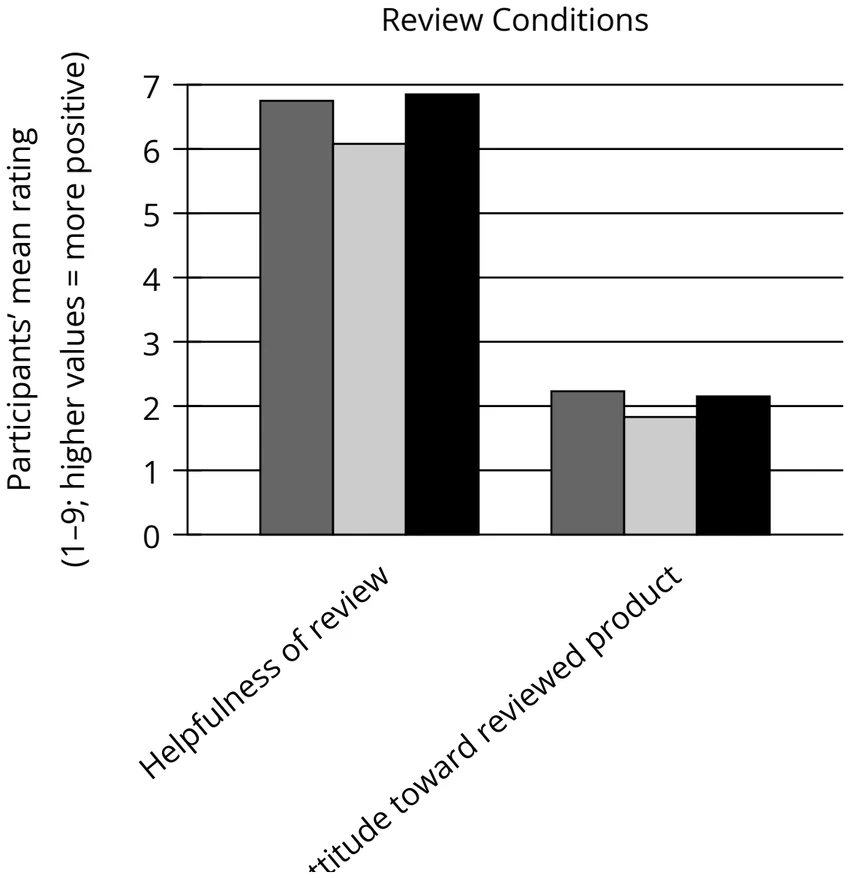 Review Conditions
Participants’ mean rating
(1–9; higher values = more positive)
7
6
5
4
3
2
1
0
Helpfulness of review
toward reviewed product